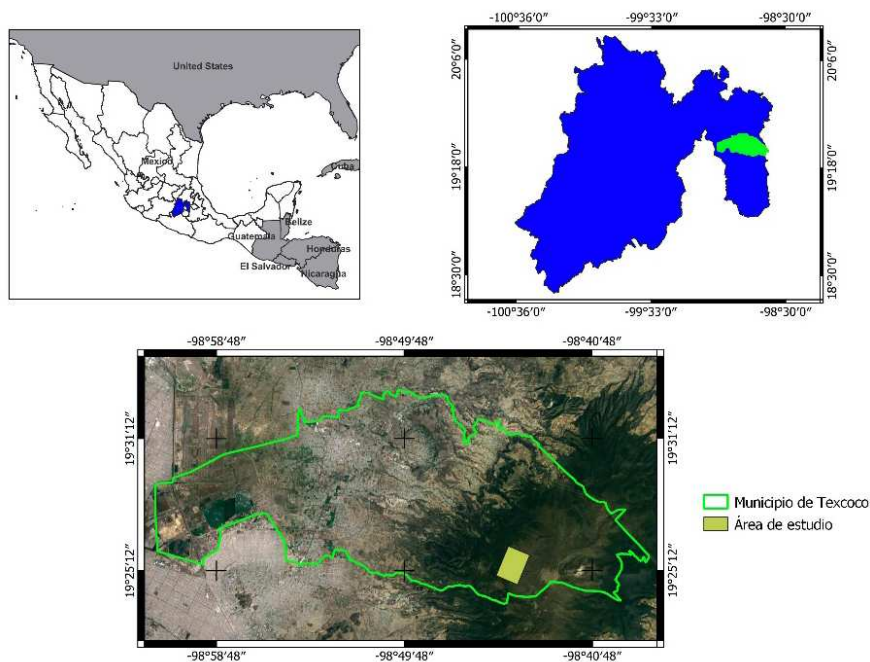 United States
Mexico
Cuba
Belize
Guatemala
Honduras
El Salvador
Nicaragua
-100°36′0″ -99°33′0″ -98°30′0″
20°6′0″
19°18′0″
18°30′0″
20°6′0″
19°18′0″
18°30′0″
-100°36′0″ -99°33′0″ -98°30′0″
-98°58′48″ -98°49′48″ -98°40′48″
19°31′12″
19°25′12″
19°31′12″
19°25′12″
-98°58′48″ -98°49′48″ -98°40′48″
Municipio de Texcoco
Área de estudio